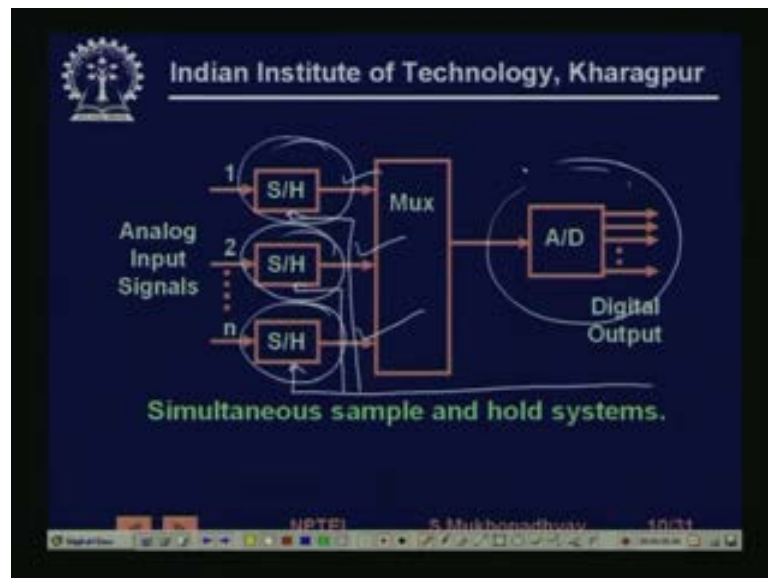 Indian Institute of Technology, Kharagpur
1
S/H
Mux
Analog
Input
Signals
2
S/H
A/D
n
S/H
Digital
Output
Simultaneous sample and hold systems.
NPTEL S.Mukhopadhyay 10/31